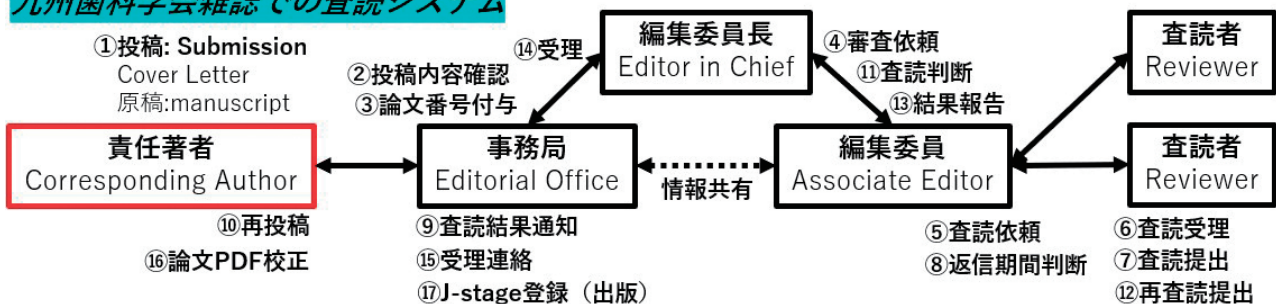 九州歯科学会雑誌での査読システム
①投稿: Submission
Cover Letter
原稿:manuscript
責任著者
Corresponding Author
⑩再投稿
⑯論文PDF校正
②投稿内容確認
③論文番号付与
事務局
Editorial Office
⑨査読結果通知
⑮受理連絡
⑰J-stage登録（出版）
⑭受理
編集委員長
Editor in Chief
情報共有
④審査依頼
⑪査読判断
⑬結果報告
編集委員
Associate Editor
⑤査読依頼
⑧返信期間判断
査読者
Reviewer
査読者
Reviewer
⑥査読受理
⑦査読提出
⑫再査読提出